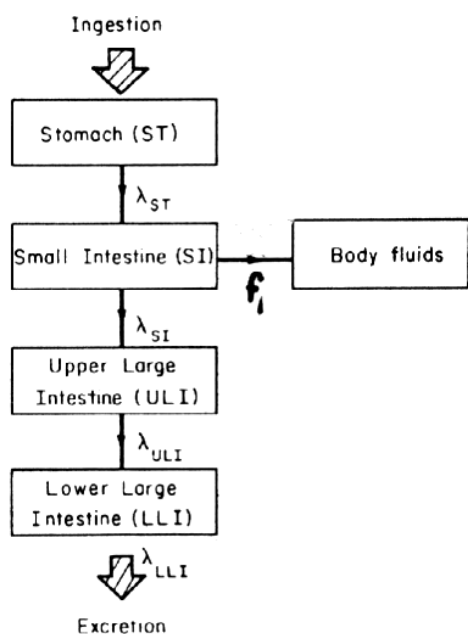 Ingestion
Stomach (ST)
λST
Small Intestine (SI)
Body fluids
f1
λSI
Upper Large
Intestine (ULI)
λULI
Lower Large
Intestine (LLI)
λLLI
Excretion